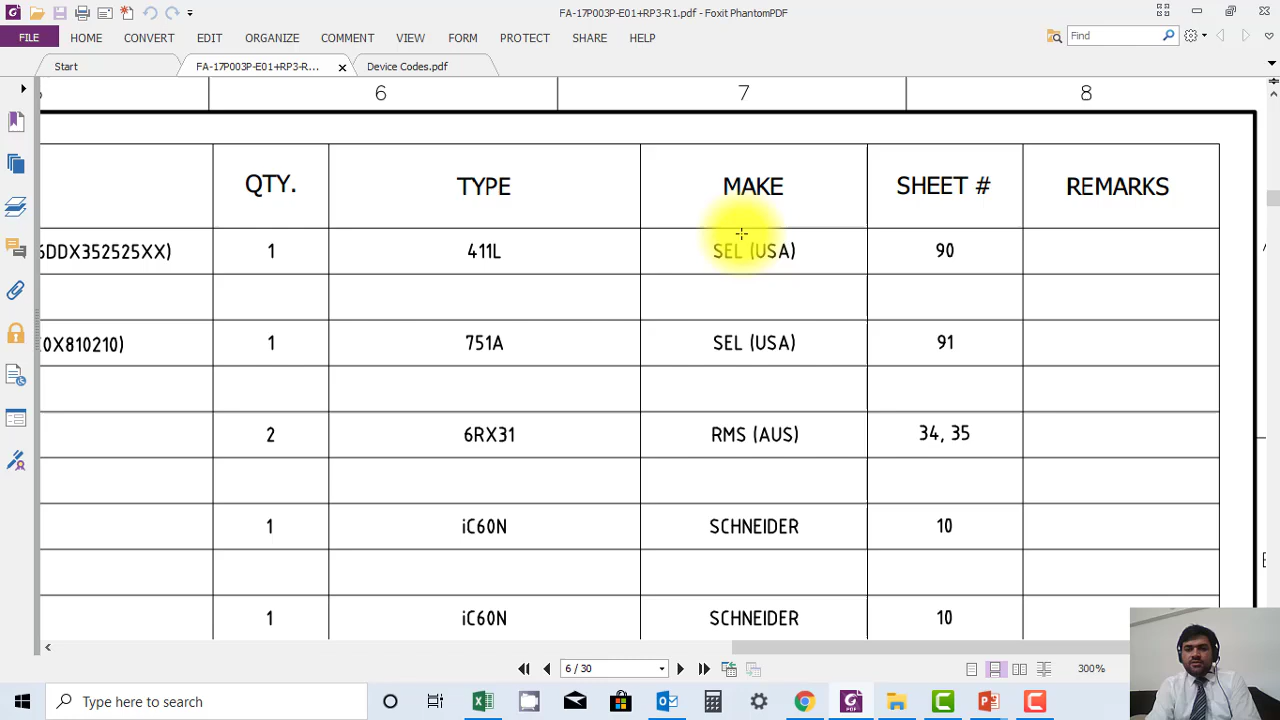 FA-17P003P-E01+RP3-R1.pdf - Foxit PhantomPDF
FILE HOME CONVERT EDIT ORGANIZE COMMENT VIEW FORM PROTECT SHARE HELP
Find
Start FA-17P003P-E01+RP3-R... Device Codes.pdf
6 7 8
QTY. TYPE MAKE SHEET # REMARKS
6DDX352525XX) 1 411L SEL (USA) 90
0X810210) 1 751A SEL (USA) 91
2 6RX31 RMS (AUS) 34, 35
1 iC60N SCHNEIDER 10
1 iC60N SCHNEIDER 10
6 / 30
300%
Type here to search